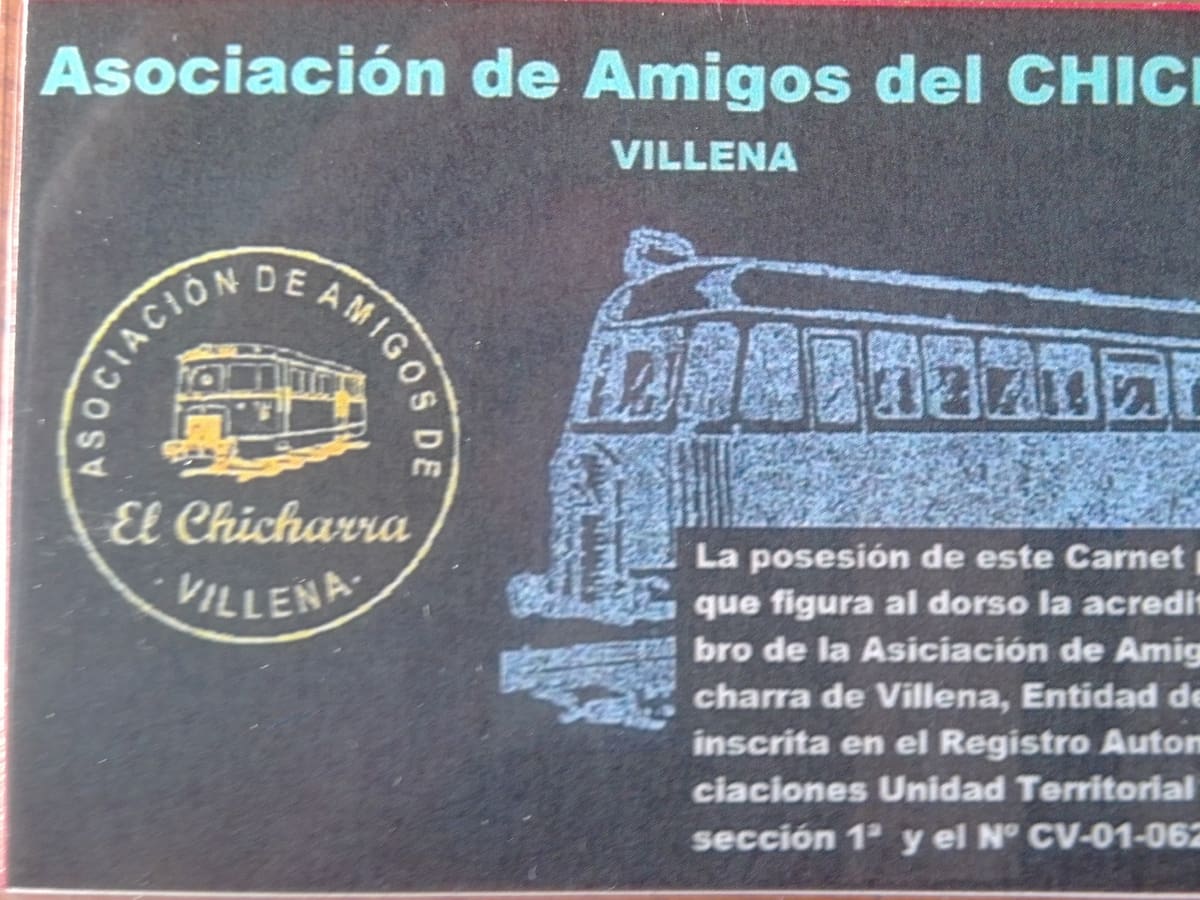 Asociación de Amigos del CHICH
VILLENA
ASOCIACIÓN DE AMIGOS DE
El Chicharra
· VILLENA ·
La posesión de este Carnet p
que figura al dorso la acredit
bro de la Asiciación de Amig
charra de Villena, Entidad de
inscrita en el Registro Auton
ciaciones Unidad Territorial
sección 1ª y el Nº CV-01-062